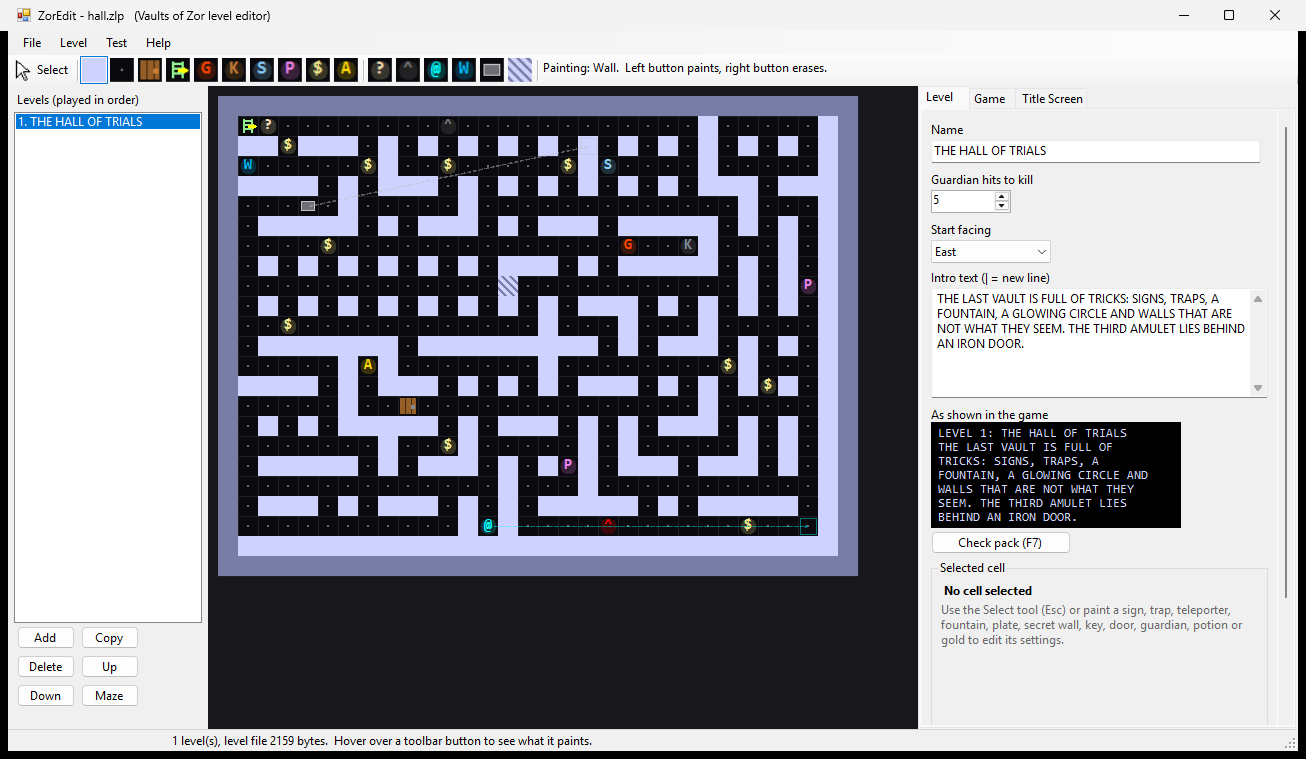 ZorEdit - hall.zlp (Vaults of Zor level editor)
File Level Test Help
Select G K S P $ A ? ^ @ W Painting: Wall. Left button paints, right button erases.
Levels (played in order)
1. THE HALL OF TRIALS
Add Copy
Delete Up
Down Maze
? ^
$
W $ $ $ S
$ G K
P
$
A $
$
$
P
@ ^ $
Level Game Title Screen
Name
THE HALL OF TRIALS
Guardian hits to kill
5
Start facing
East
Intro text (| = new line)
THE LAST VAULT IS FULL OF TRICKS: SIGNS, TRAPS, A
FOUNTAIN, A GLOWING CIRCLE AND WALLS THAT ARE
NOT WHAT THEY SEEM. THE THIRD AMULET LIES BEHIND
AN IRON DOOR.
As shown in the game
LEVEL 1: THE HALL OF TRIALS
THE LAST VAULT IS FULL OF
TRICKS: SIGNS, TRAPS, A
FOUNTAIN, A GLOWING CIRCLE AND
WALLS THAT ARE NOT WHAT THEY
SEEM. THE THIRD AMULET LIES
BEHIND AN IRON DOOR.
Check pack (F7)
Selected cell
No cell selected
Use the Select tool (Esc) or paint a sign, trap, teleporter,
fountain, plate, secret wall, key, door, guardian, potion or
gold to edit its settings.
1 level(s), level file 2159 bytes. Hover over a toolbar button to see what it paints.